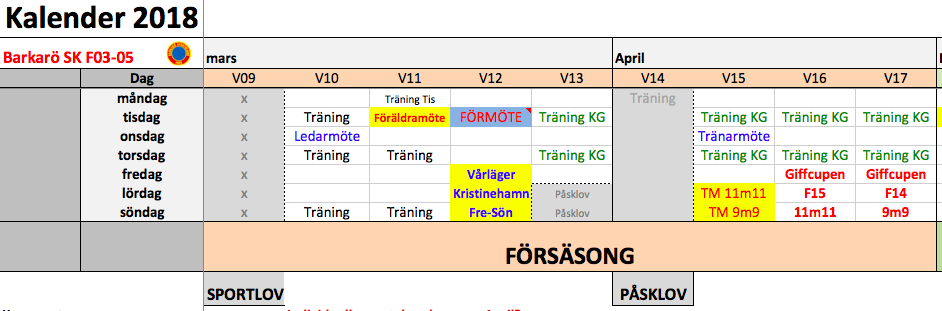 Kalender 2018
Barkarö SK F03-05 mars April
Dag V09 V10 V11 V12 V13 V14 V15 V16 V17
måndag x Träning Tis Träning
tisdag x Träning Föräldramöte FÖRMÖTE Träning KG Träning KG Träning KG Träning KG
onsdag x Ledarmöte Tränarmöte
torsdag x Träning Träning Träning KG Träning KG Träning KG Träning KG
fredag x Vårläger Giffcupen Giffcupen
lördag x Kristinehamn Påsklov TM 11m11 F15 F14
söndag x Träning Träning Fre-Sön Påsklov TM 9m9 11m11 9m9
FÖRSÄSONG
SPORTLOV PÅSKLOV